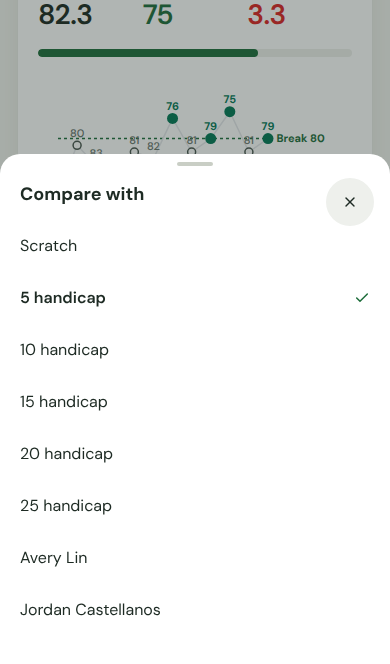 82.3 75 3.3
75
76
80 79 79 Break 80
83 81 82 81 81
Compare with
Scratch
5 handicap
10 handicap
15 handicap
20 handicap
25 handicap
Avery Lin
Jordan Castellanos